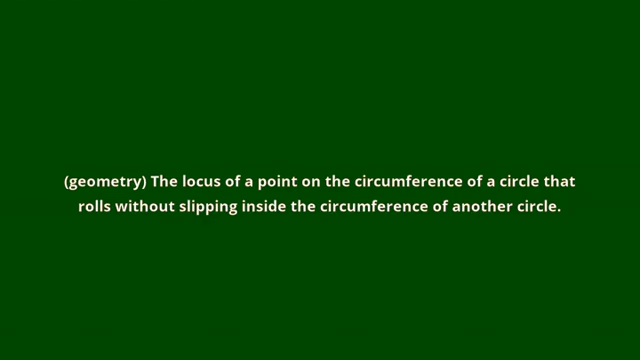 (geometry) The locus of a point on the circumference of a circle that
rolls without slipping inside the circumference of another circle.